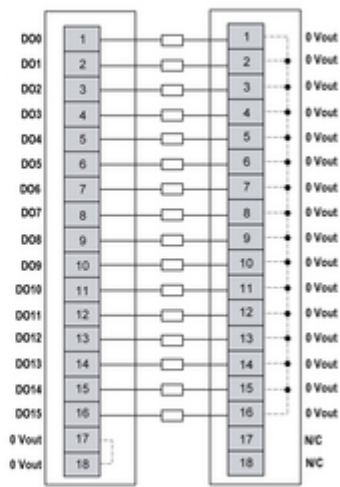 DO0 1 1 0 Vout
DO1 2 2 0 Vout
DO2 3 3 0 Vout
DO3 4 4 0 Vout
DO4 5 5 0 Vout
DO5 6 6 0 Vout
DO6 7 7 0 Vout
DO7 8 8 0 Vout
DO8 9 9 0 Vout
DO9 10 10 0 Vout
DO10 11 11 0 Vout
DO11 12 12 0 Vout
DO12 13 13 0 Vout
DO13 14 14 0 Vout
DO14 15 15 0 Vout
DO15 16 16 0 Vout
0 Vout 17 17 N/C
0 Vout 18 18 N/C